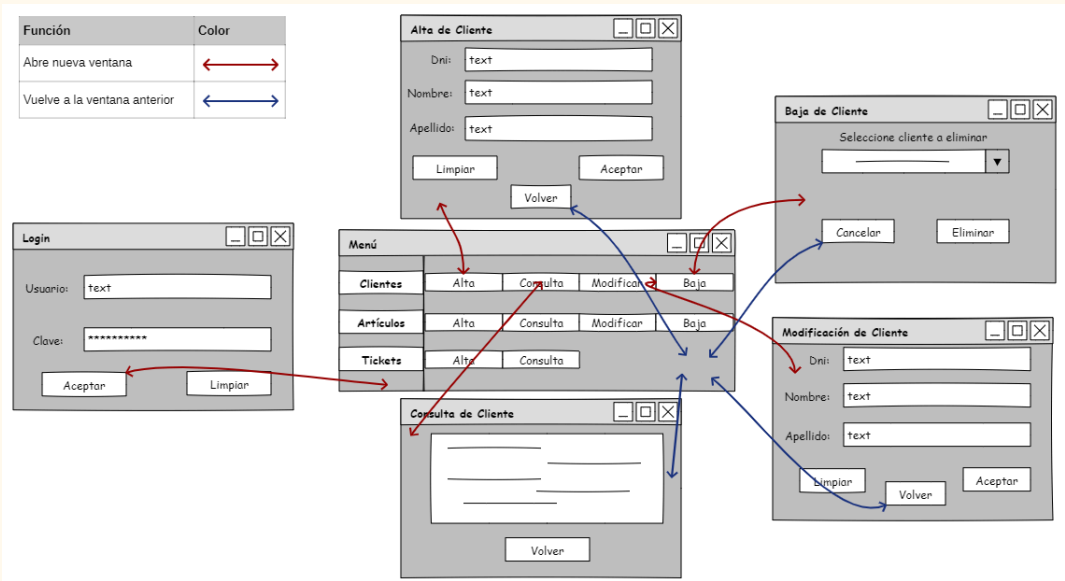 Función Color
Abre nueva ventana
Vuelve a la ventana anterior
Alta de Cliente
Dni: text
Nombre: text
Apellido: text
Limpiar Aceptar
Volver
Baja de Cliente
Seleccione cliente a eliminar
Cancelar Eliminar
Login
Usuario: text
Clave: **********
Aceptar Limpiar
Menú
Clientes Alta Consulta Modificar Baja
Artículos Alta Consulta Modificar Baja
Tickets Alta Consulta
Modificación de Cliente
Dni: text
Nombre: text
Apellido: text
Limpiar Volver Aceptar
Consulta de Cliente
Volver